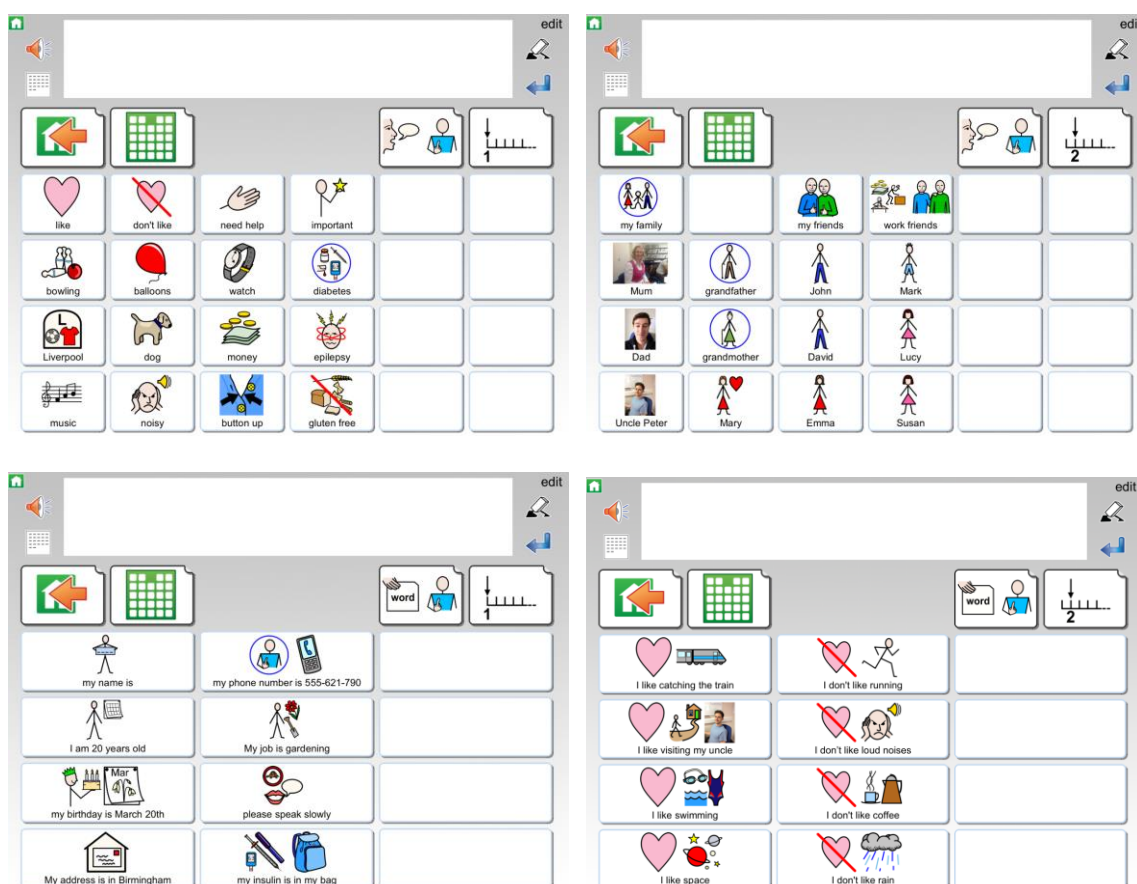 edit
1
like don't like need help important
bowling balloons watch diabetes
L
Liverpool dog money epilepsy
music noisy button up gluten free
edit
2
my family my friends work friends
Mum grandfather John Mark
Dad grandmother David Lucy
Uncle Peter Mary Emma Susan
edit
word 1
my name is my phone number is 555-621-790
I am 20 years old My job is gardening
Mar
my birthday is March 20th please speak slowly
My address is in Birmingham my insulin is in my bag
edit
word 2
I like catching the train I don't like running
I like visiting my uncle I don't like loud noises
I like swimming I don't like coffee
I like space I don't like rain